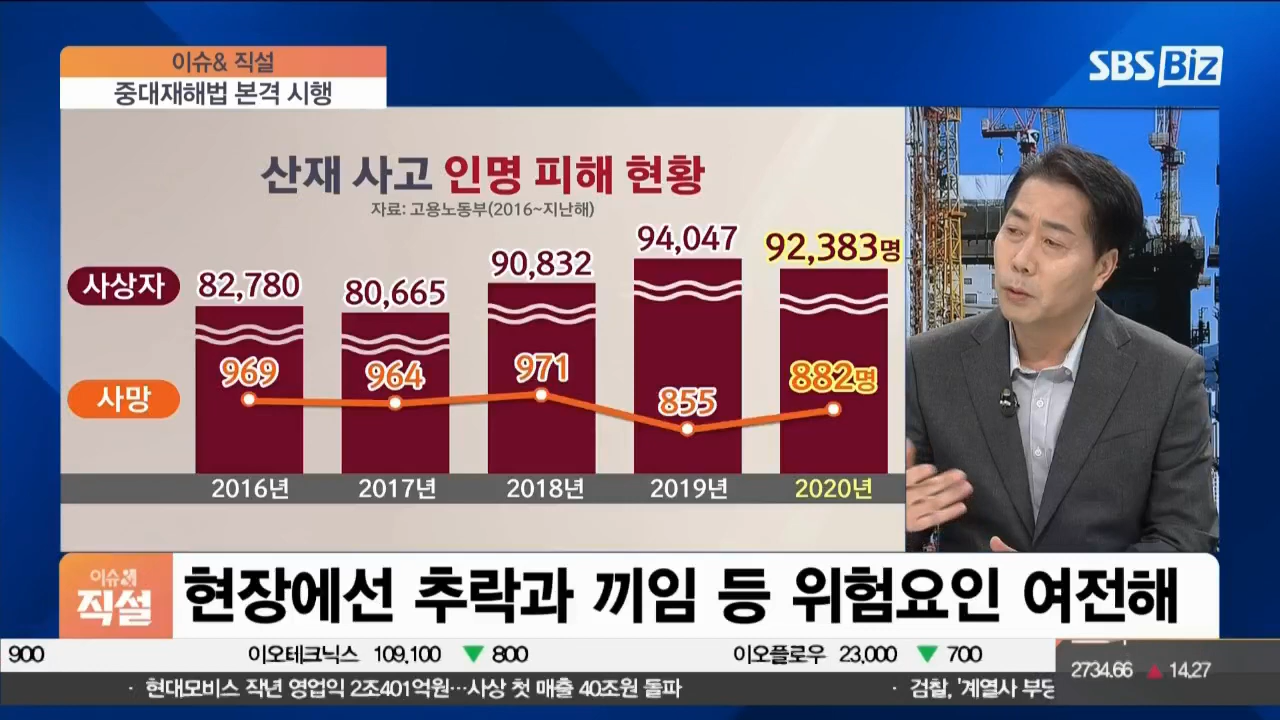 이슈& 직설
SBS Biz
중대재해법 본격 시행
산재 사고 인명 피해 현황
자료: 고용노동부(2016~지난해)
사상자
82,780
80,665
90,832
94,047
92,383명
사망
969
964
971
855
882명
2016년
2017년
2018년
2019년
2020년
이슈& 직설
현장에선 추락과 끼임 등 위험요인 여전해
900 이오테크닉스 109,100 ▼ 800 이오플로우 23,000 ▼ 700
2734.66 ▲ 14.27
· 현대모비스 작년 영업익 2조401억원…사상 첫 매출 40조원 돌파 · 검찰, '계열사 부당